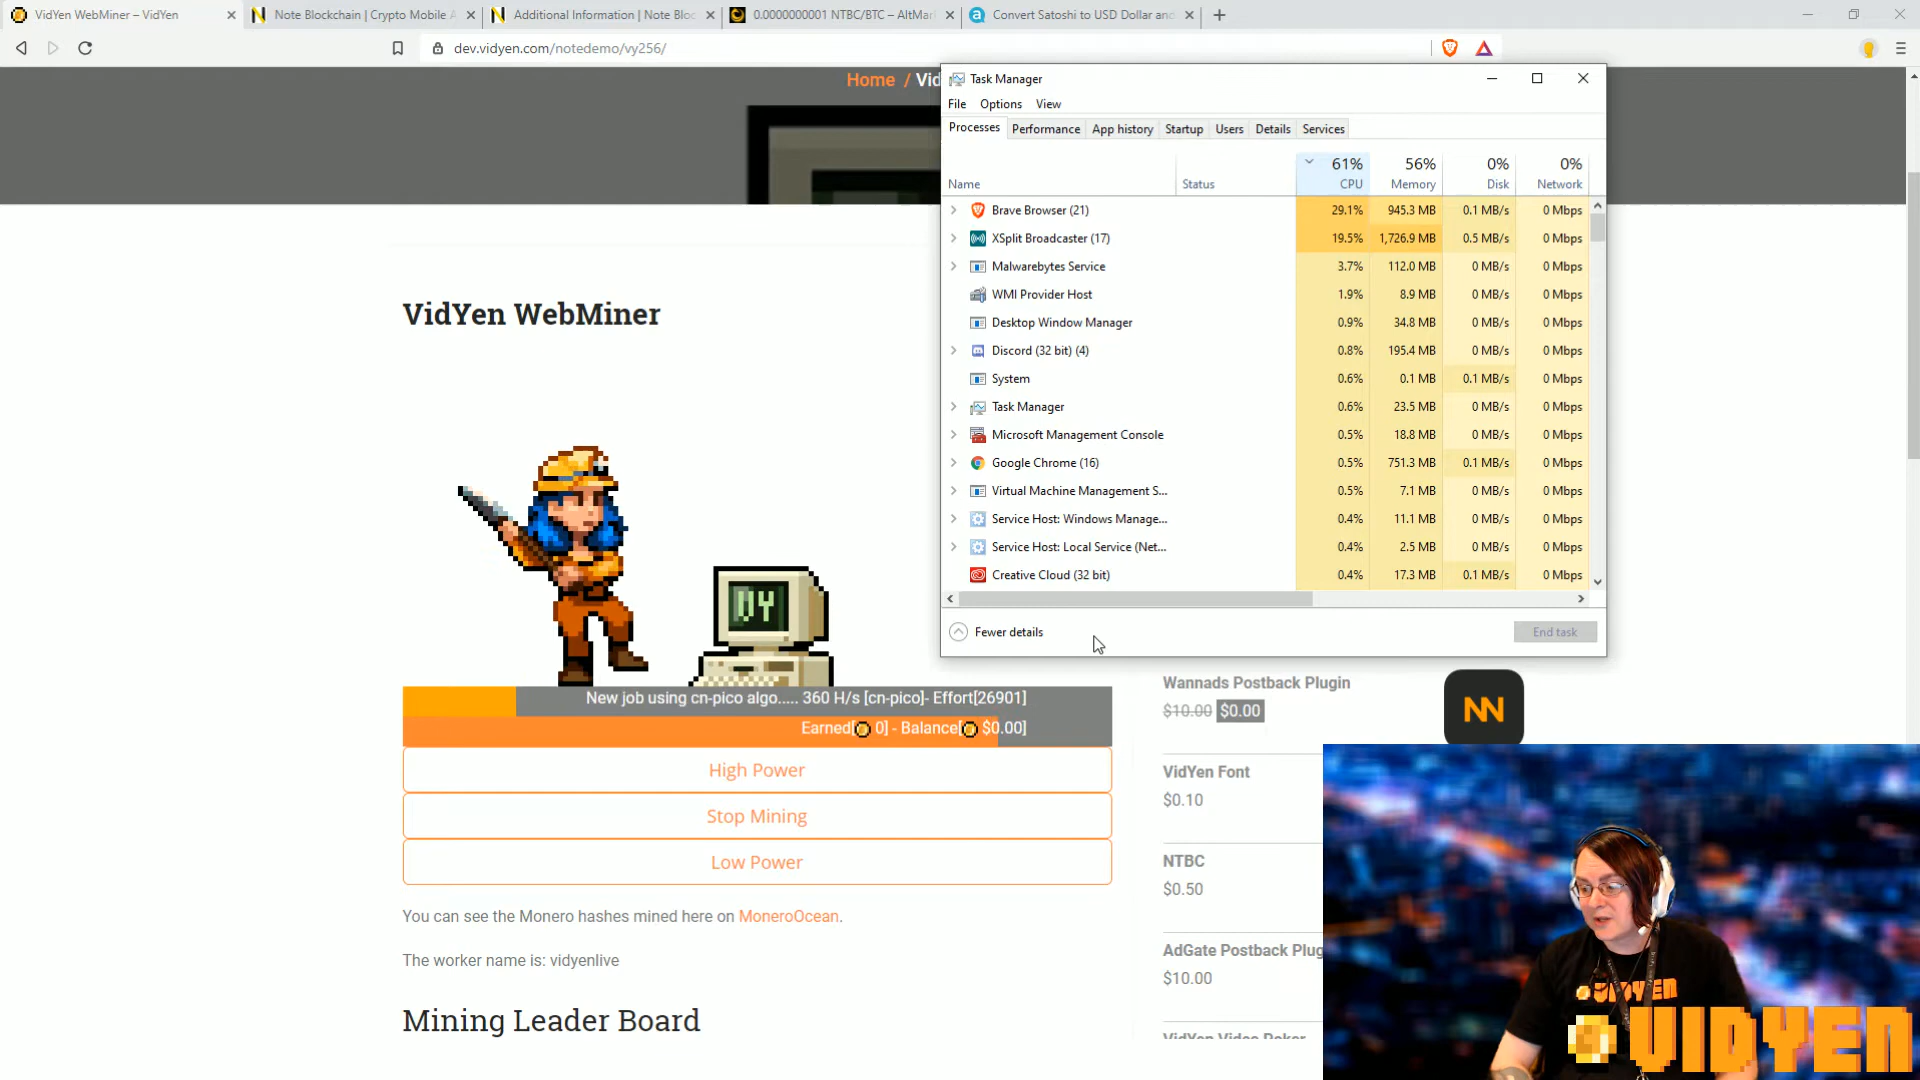 VidYen WebMiner – VidYen
Note Blockchain | Crypto Mobile A
Additional Information | Note Bloc
0.0000000001 NTBC/BTC – AltMar
Convert Satoshi to USD Dollar and
dev.vidyen.com/notedemo/vy256/
Home / Vid
Task Manager
File Options View
Processes Performance App history Startup Users Details Services
61% 56% 0% 0%
Name Status CPU Memory Disk Network
Brave Browser (21) 29.1% 945.3 MB 0.1 MB/s 0 Mbps
XSplit Broadcaster (17) 19.5% 1,726.9 MB 0.5 MB/s 0 Mbps
Malwarebytes Service 3.7% 112.0 MB 0 MB/s 0 Mbps
WMI Provider Host 1.9% 8.9 MB 0 MB/s 0 Mbps
Desktop Window Manager 0.9% 34.8 MB 0 MB/s 0 Mbps
Discord (32 bit) (4) 0.8% 195.4 MB 0 MB/s 0 Mbps
System 0.6% 0.1 MB 0.1 MB/s 0 Mbps
Task Manager 0.6% 23.5 MB 0 MB/s 0 Mbps
Microsoft Management Console 0.5% 18.8 MB 0 MB/s 0 Mbps
Google Chrome (16) 0.5% 751.3 MB 0.1 MB/s 0 Mbps
Virtual Machine Management S... 0.5% 7.1 MB 0 MB/s 0 Mbps
Service Host: Windows Manage... 0.4% 11.1 MB 0 MB/s 0 Mbps
Service Host: Local Service (Net... 0.4% 2.5 MB 0 MB/s 0 Mbps
Creative Cloud (32 bit) 0.4% 17.3 MB 0.1 MB/s 0 Mbps
Fewer details End task
VidYen WebMiner
VY
New job using cn-pico algo..... 360 H/s [cn-pico]- Effort[26901]
Earned[ 0] - Balance[ $0.00]
High Power
Stop Mining
Low Power
You can see the Monero hashes mined here on MoneroOcean.
The worker name is: vidyenlive
Mining Leader Board
Wannads Postback Plugin
$10.00 $0.00
VidYen Font
$0.10
NTBC
$0.50
AdGate Postback Plug
$10.00
VidYen Video Poker
VIDYEN
VIDYEN